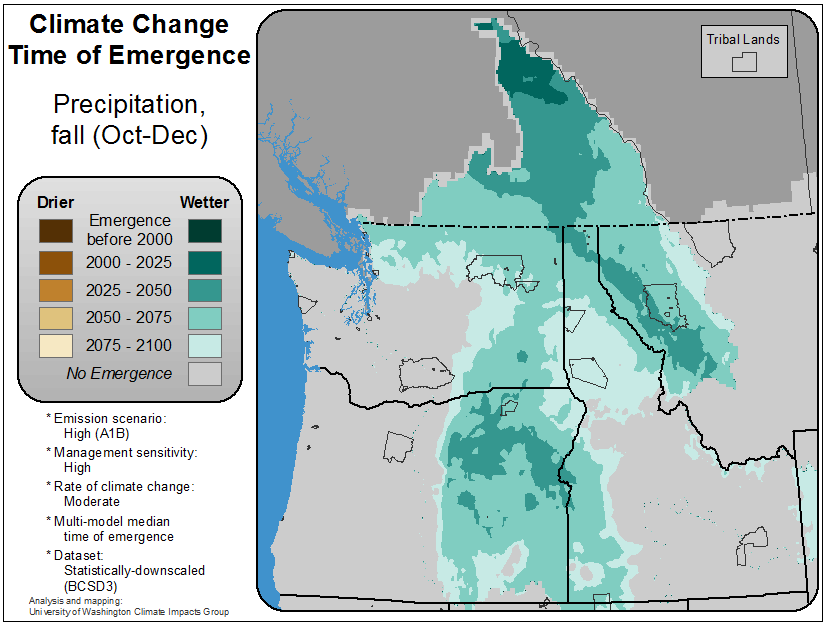 Climate Change
Time of Emergence
Precipitation,
fall (Oct-Dec)
Drier Wetter
Emergence
before 2000
2000 - 2025
2025 - 2050
2050 - 2075
2075 - 2100
No Emergence
* Emission scenario:
High (A1B)
* Management sensitivity:
High
* Rate of climate change:
Moderate
* Multi-model median
time of emergence
* Dataset:
Statistically-downscaled
(BCSD3)
Analysis and mapping:
University of Washington Climate Impacts Group
Tribal Lands